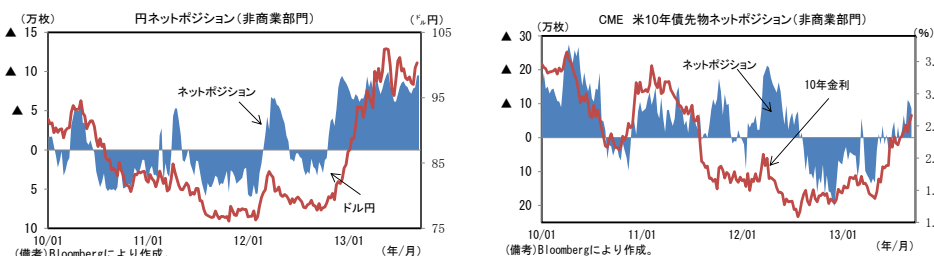 円ネットポジション（非商業部門）
（万枚）
（ドル円）
▲ 15
▲ 10
▲ 5
0
5
10
105
95
85
75
ネットポジション
ドル円
10/01
11/01
12/01
13/01
（年/月）
（備考）Bloombergにより作成。
CME 米10年債先物ネットポジション（非商業部門）
（万枚）
（%）
▲ 30
▲ 20
▲ 10
0
10
20
3.
3.
2.
2.
1.
1.
ネットポジション
10年金利
10/01
11/01
12/01
13/01
（年/月）
（備考）Bloombergにより作成。